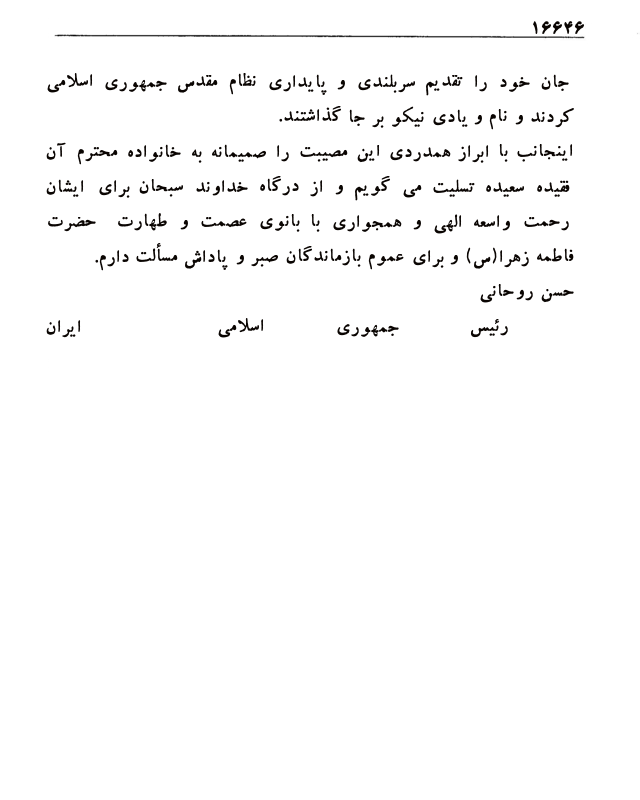 ۱۶۶۴۶
جان خود را تقدیم سربلندی و پایداری نظام مقدس جمهوری اسلامی
کردند و نام و یادی نیکو بر جا گذاشتند.
اینجانب با ابراز همدردی این مصیبت را صمیمانه به خانواده محترم آن
فقیده سعیده تسلیت می گویم و از درگاه خداوند سبحان برای ایشان
رحمت واسعه الهی و همجواری با بانوی عصمت و طهارت حضرت
فاطمه زهرا(س) و برای عموم بازماندگان صبر و پاداش مسألت دارم.
حسن روحانی
رئیس جمهوری اسلامی ایران